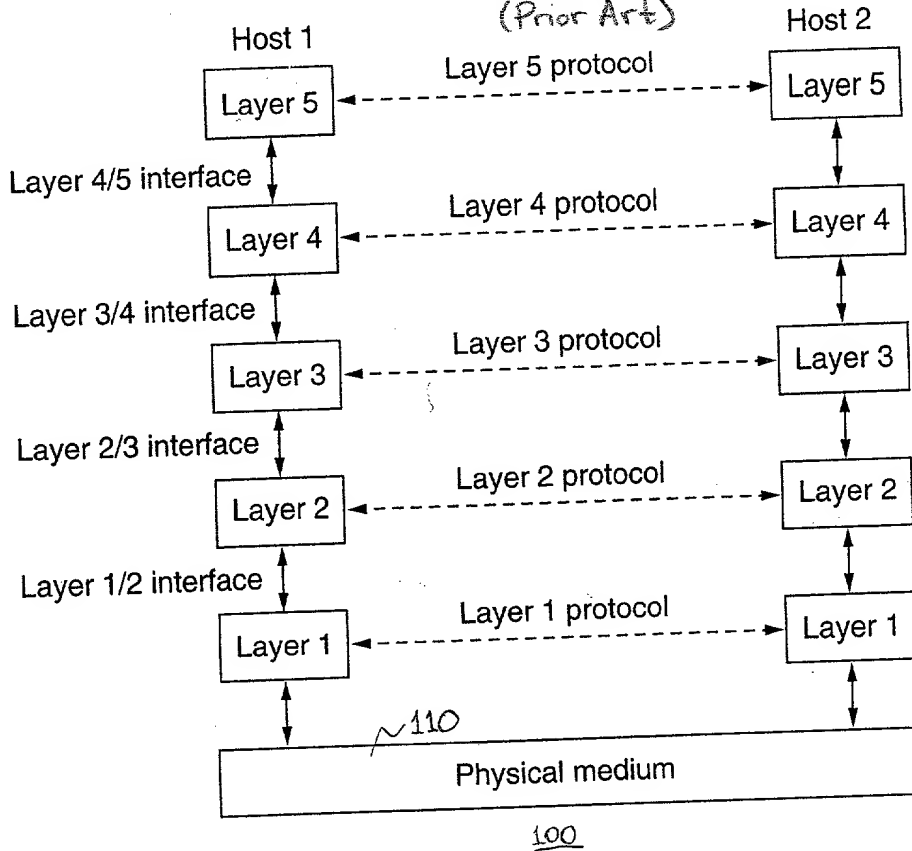 (Prior Art)
Host 1
Host 2
Layer 5 protocol
Layer 5
Layer 5
Layer 4/5 interface
Layer 4 protocol
Layer 4
Layer 4
Layer 3/4 interface
Layer 3 protocol
Layer 3
Layer 3
Layer 2/3 interface
Layer 2 protocol
Layer 2
Layer 2
Layer 1/2 interface
Layer 1 protocol
Layer 1
Layer 1
110
Physical medium
100